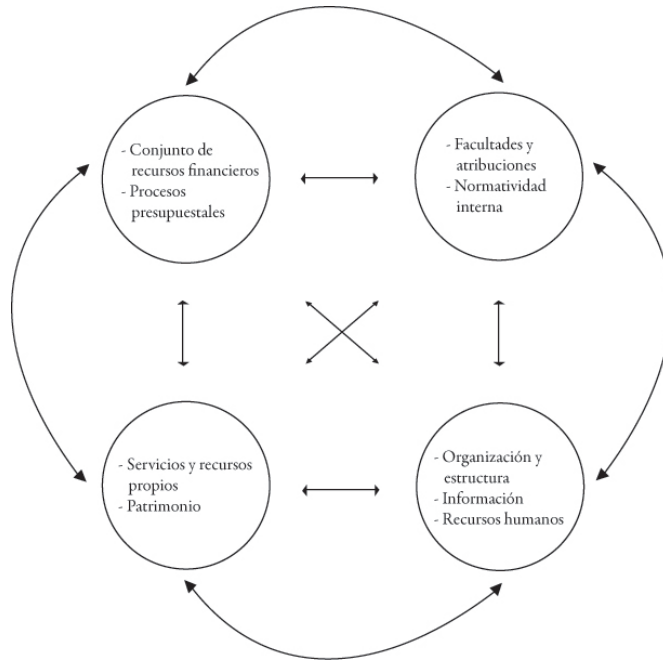 - Conjunto de
recursos financieros
- Procesos
presupuestales
- Facultades y
atribuciones
- Normatividad
interna
- Servicios y recursos
propios
- Patrimonio
- Organización y
estructura
- Información
- Recursos humanos